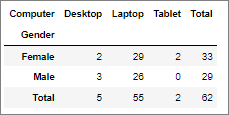 Computer Desktop Laptop Tablet Total
Gender
Female 2 29 2 33
Male 3 26 0 29
Total 5 55 2 62